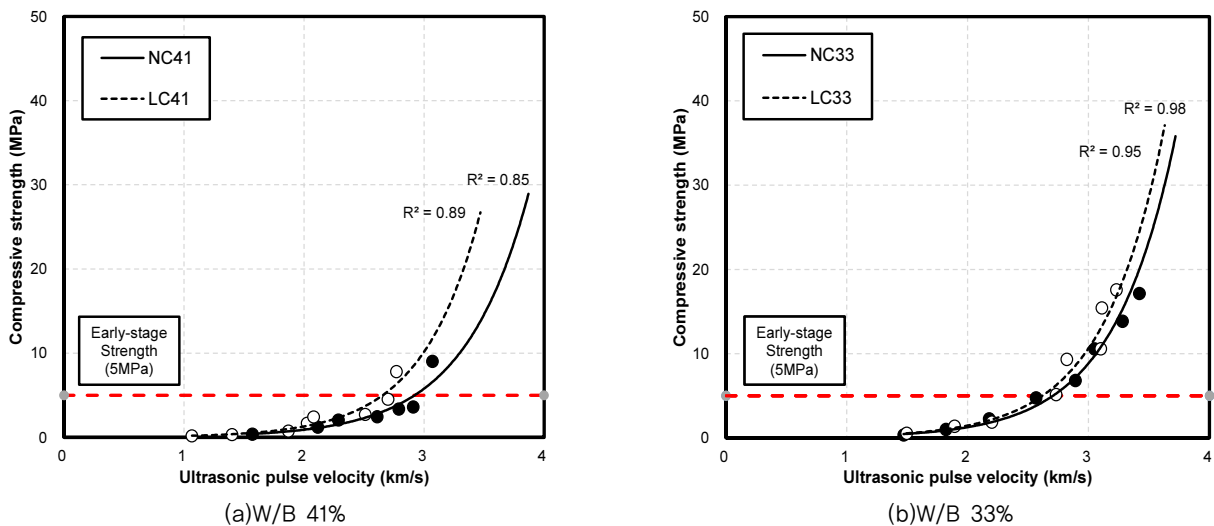 50
40
30
20
10
0
Compressive strength (MPa)
NC41
LC41
R² = 0.85
R² = 0.89
Early-stage
Strength
(5MPa)
0 1 2 3 4
Ultrasonic pulse velocity (km/s)
(a)W/B 41%
50
40
30
20
10
0
Compressive strength (MPa)
NC33
LC33
R² = 0.98
R² = 0.95
Early-stage
Strength
(5MPa)
0 1 2 3 4
Ultrasonic pulse velocity (km/s)
(b)W/B 33%